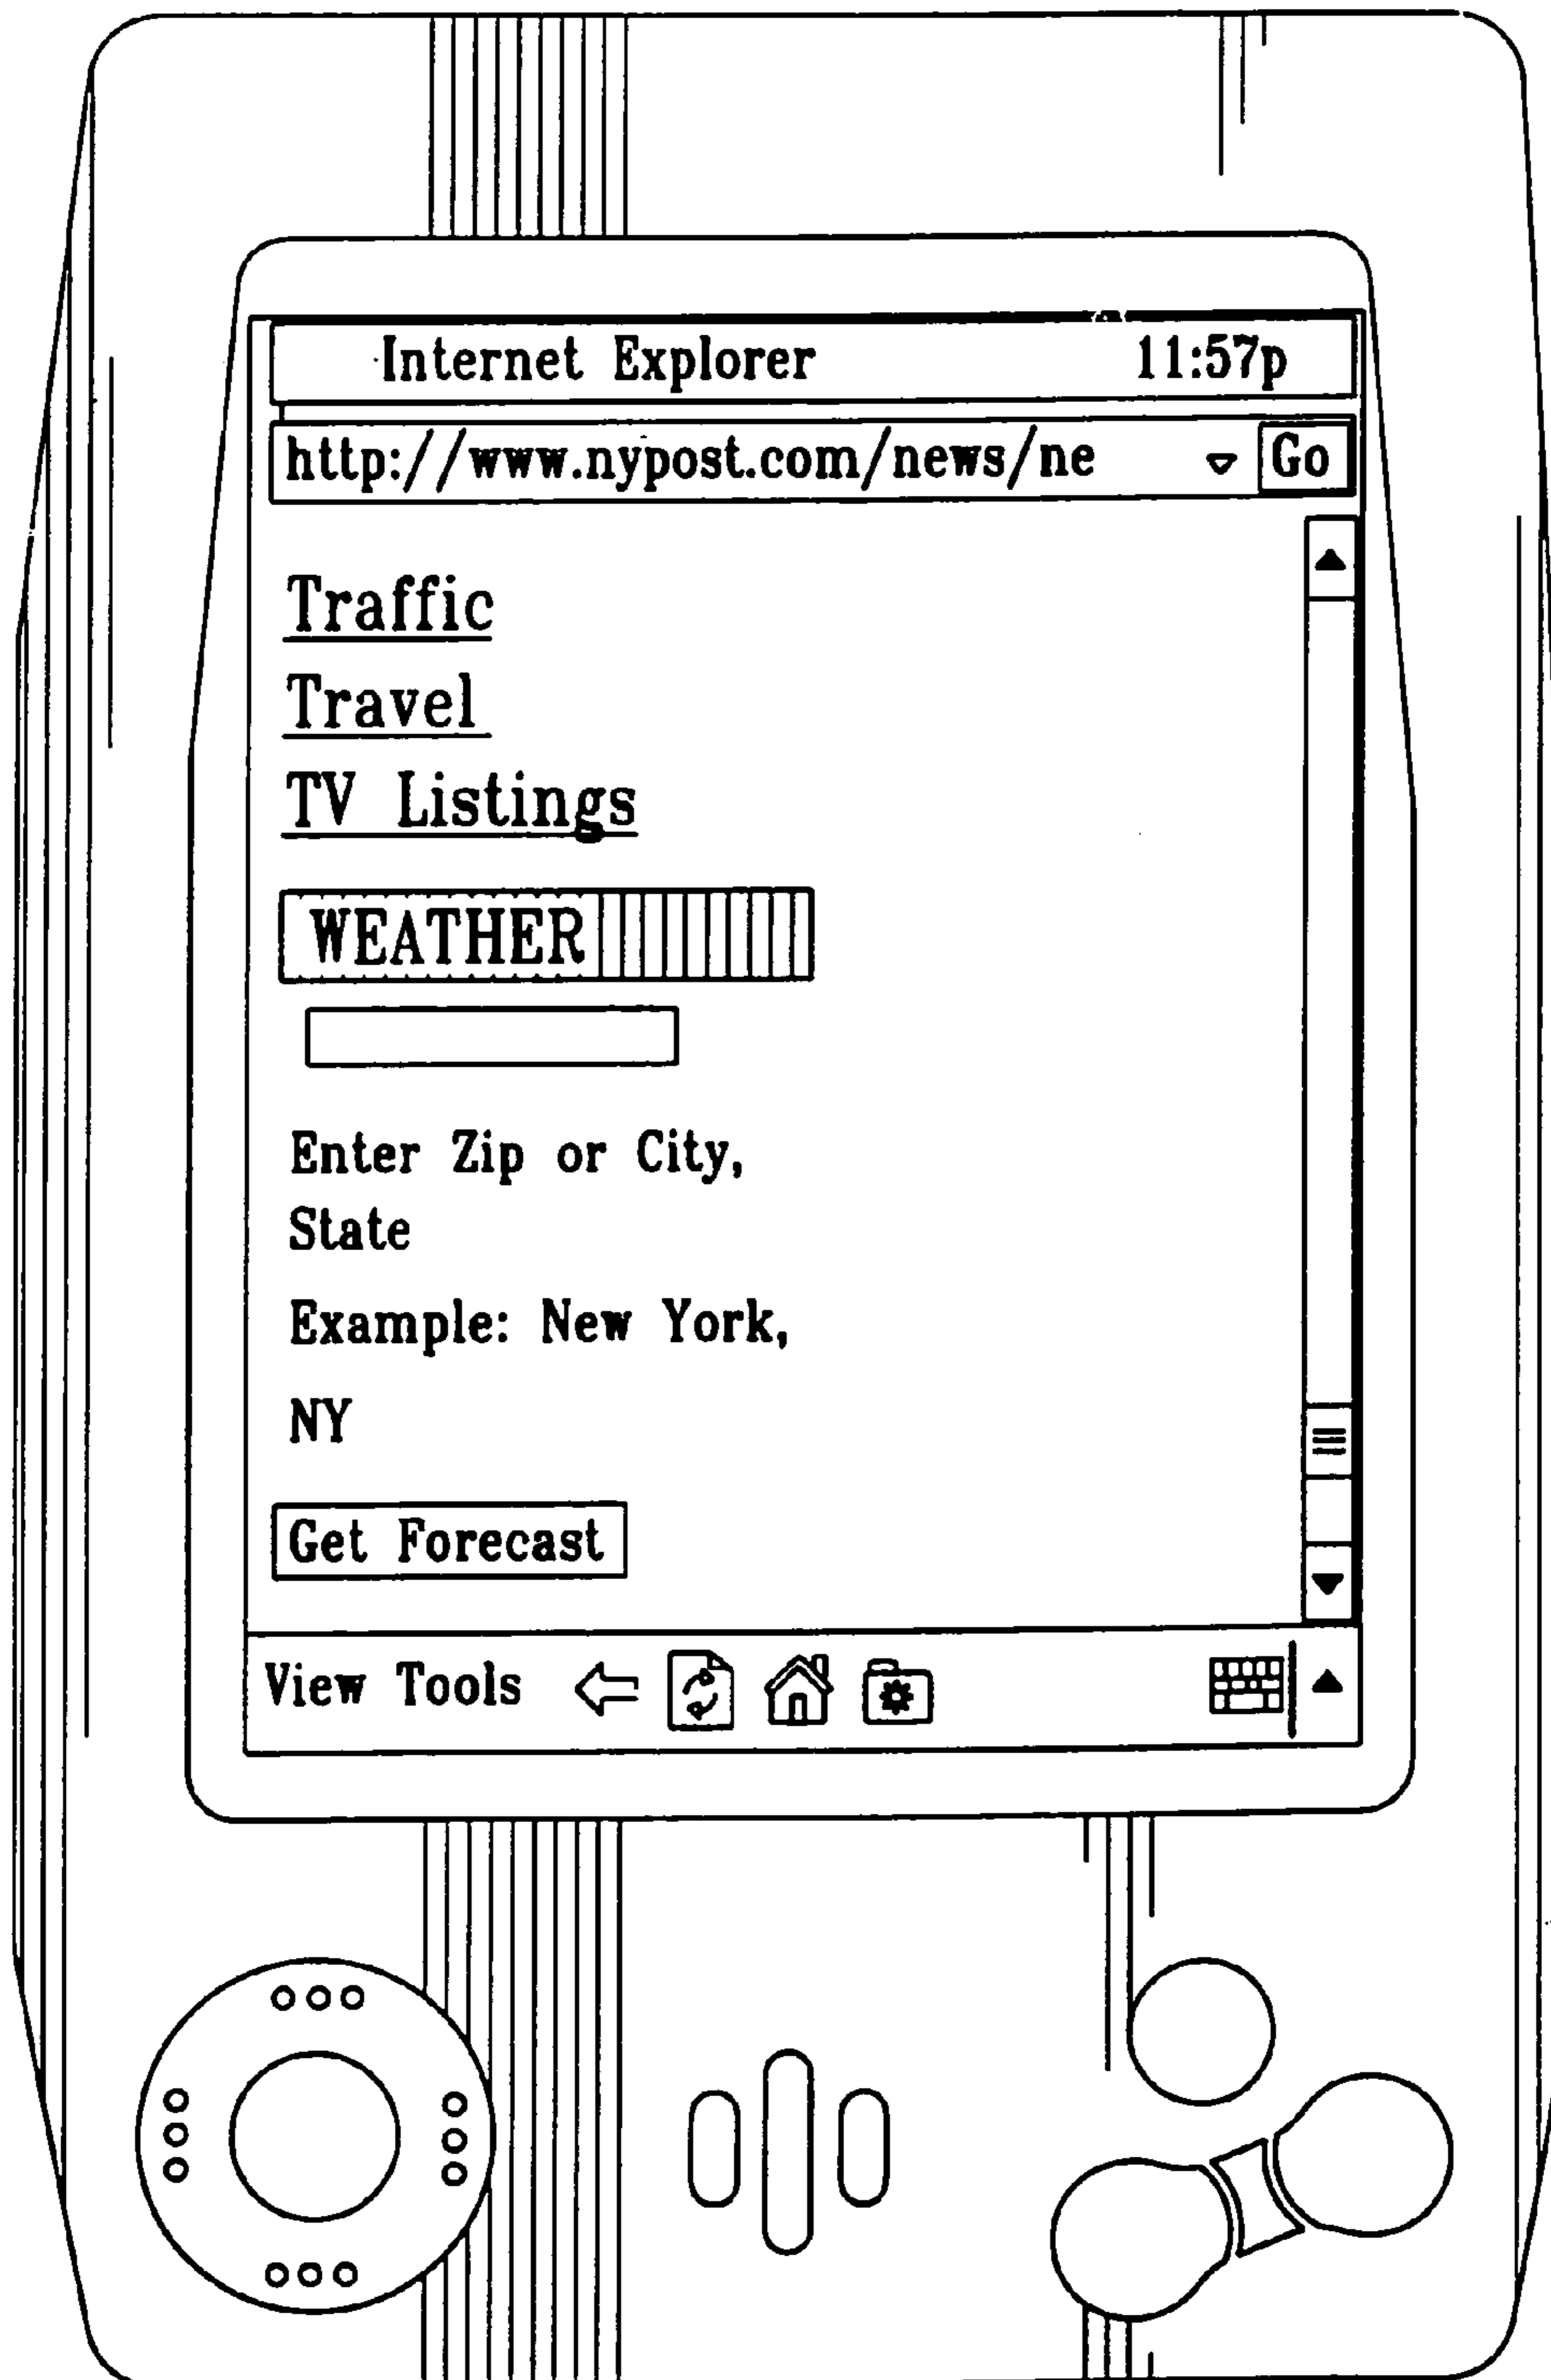 Internet Explorer 11:57p
http://www.nypost.com/news/ne Go
Traffic
Travel
TV Listings
WEATHER
Enter Zip or City,
State
Example: New York,
NY
Get Forecast
View Tools